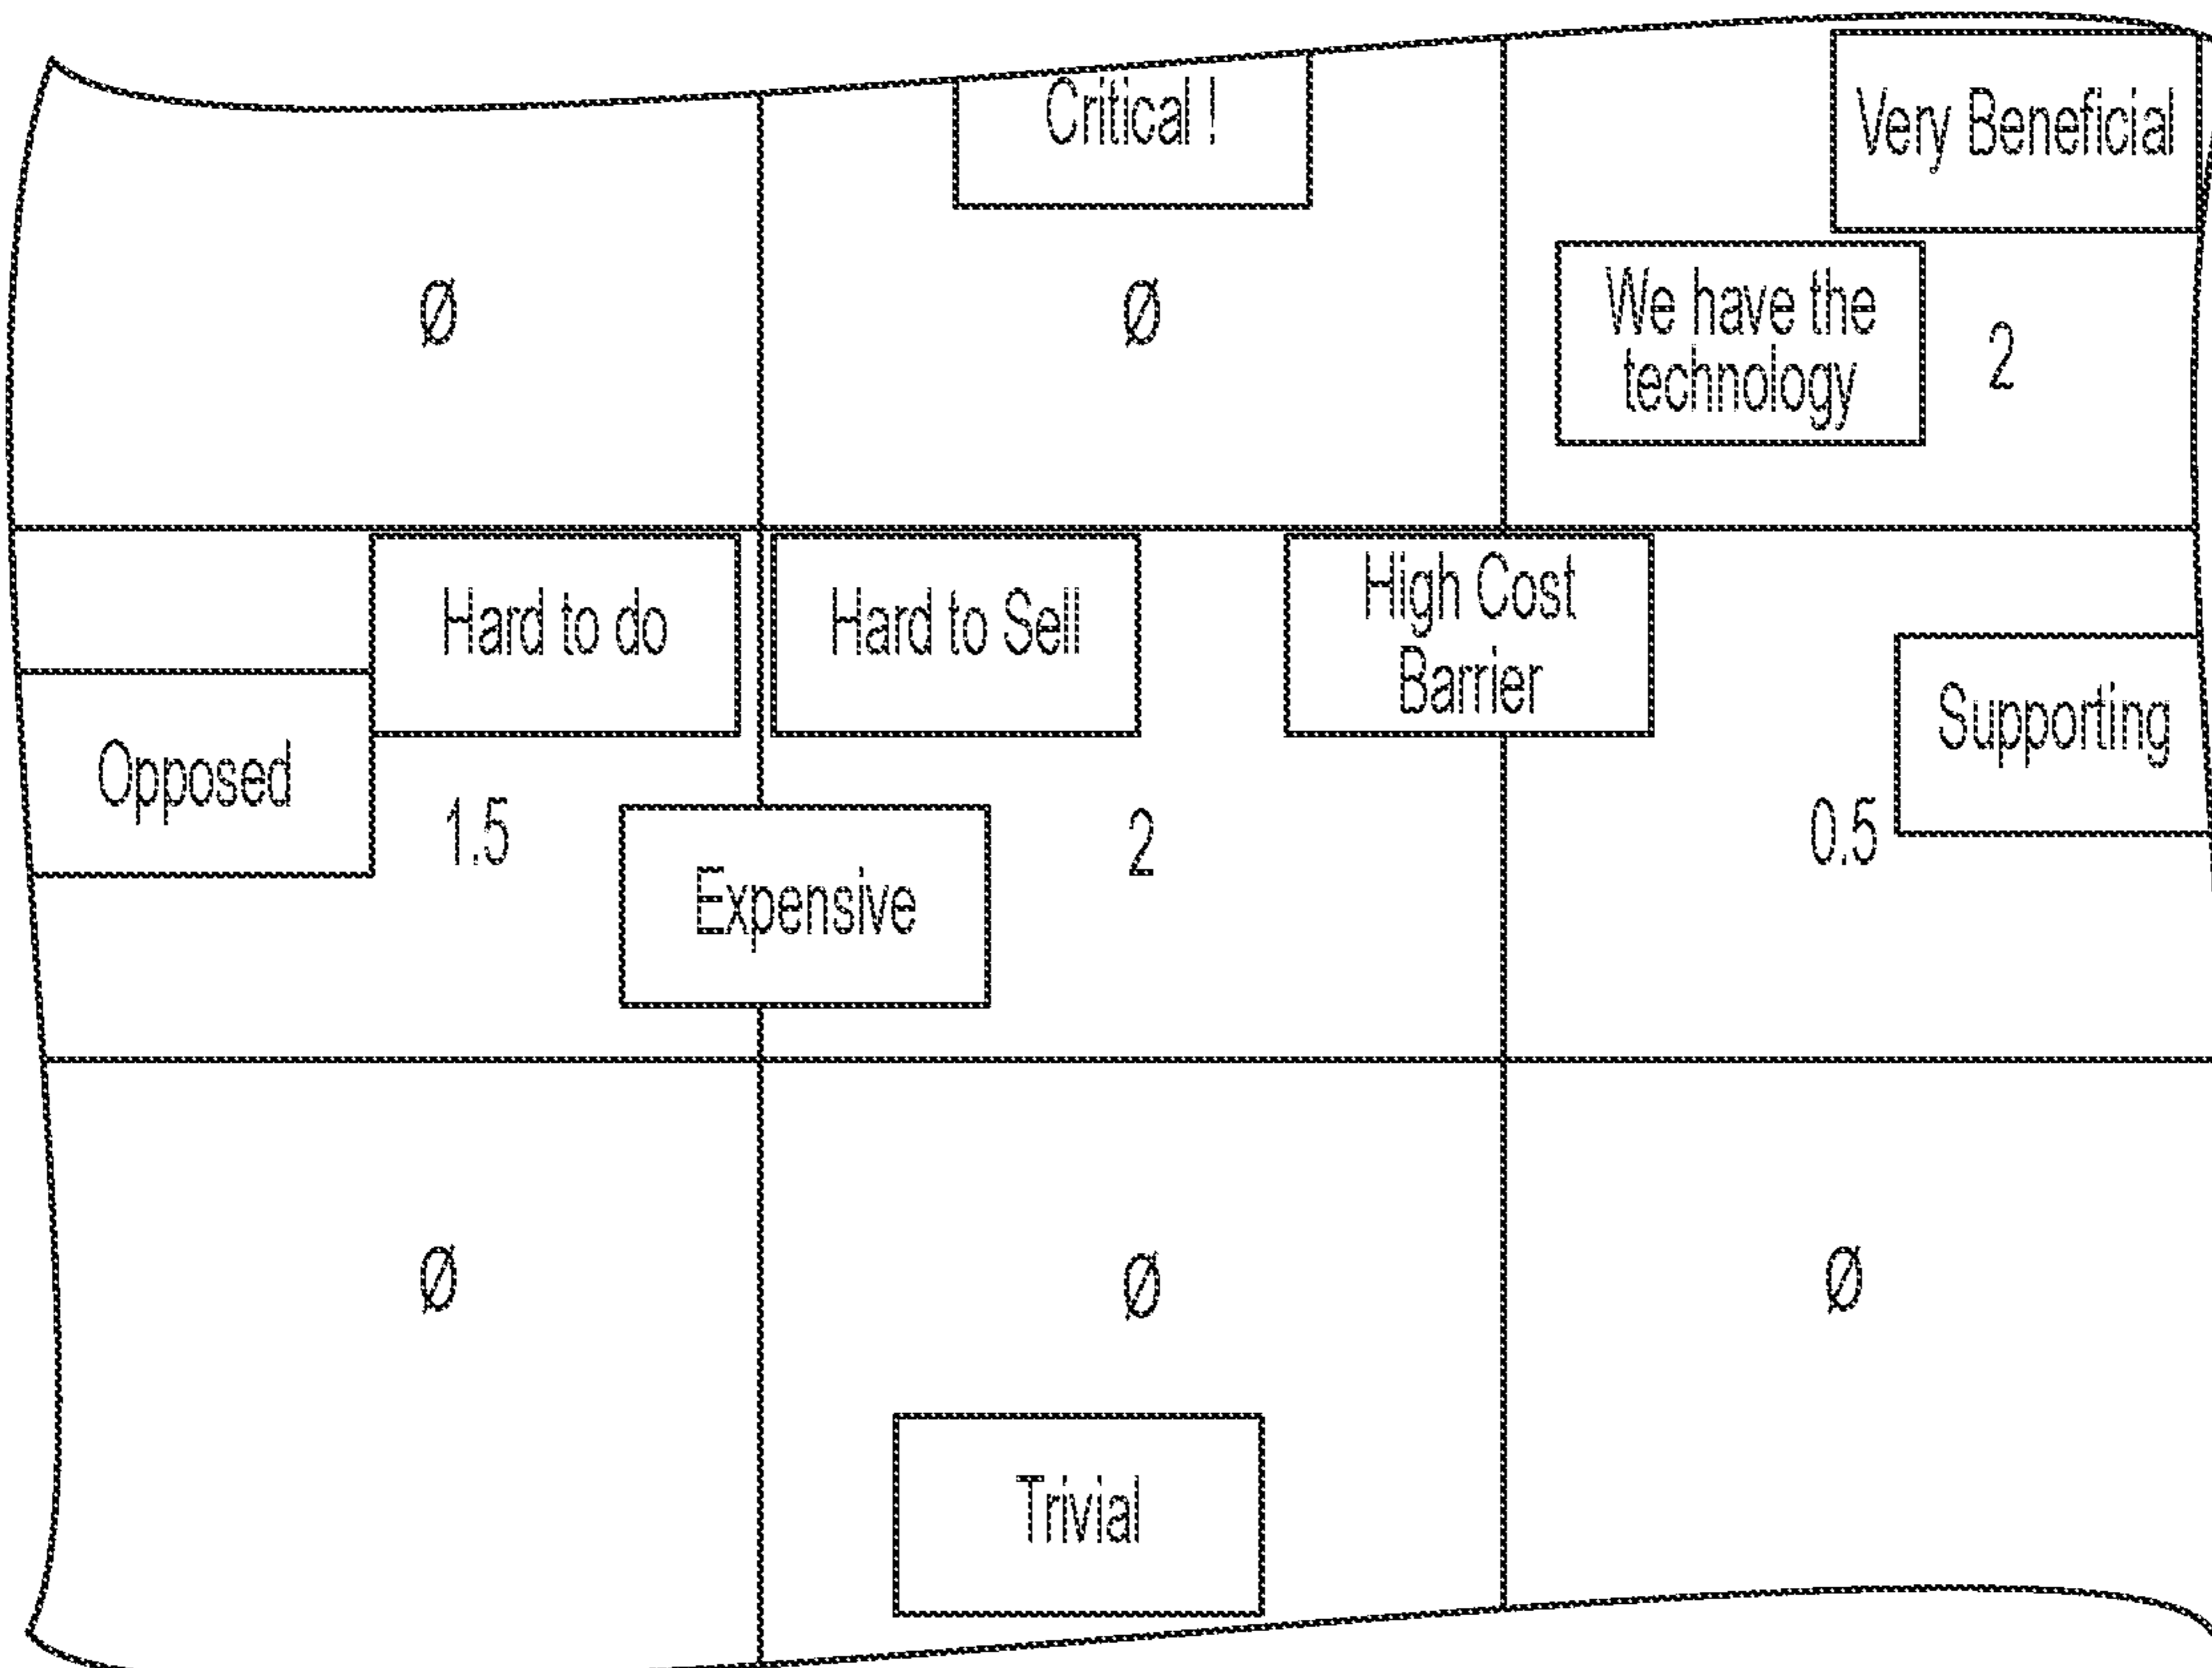 Critical !
Very Beneficial
Ø
Ø
We have the
technology
2
Hard to do
Hard to Sell
High Cost
Barrier
Supporting
Opposed
1.5
Expensive
2
0.5
Ø
Ø
Ø
Trivial